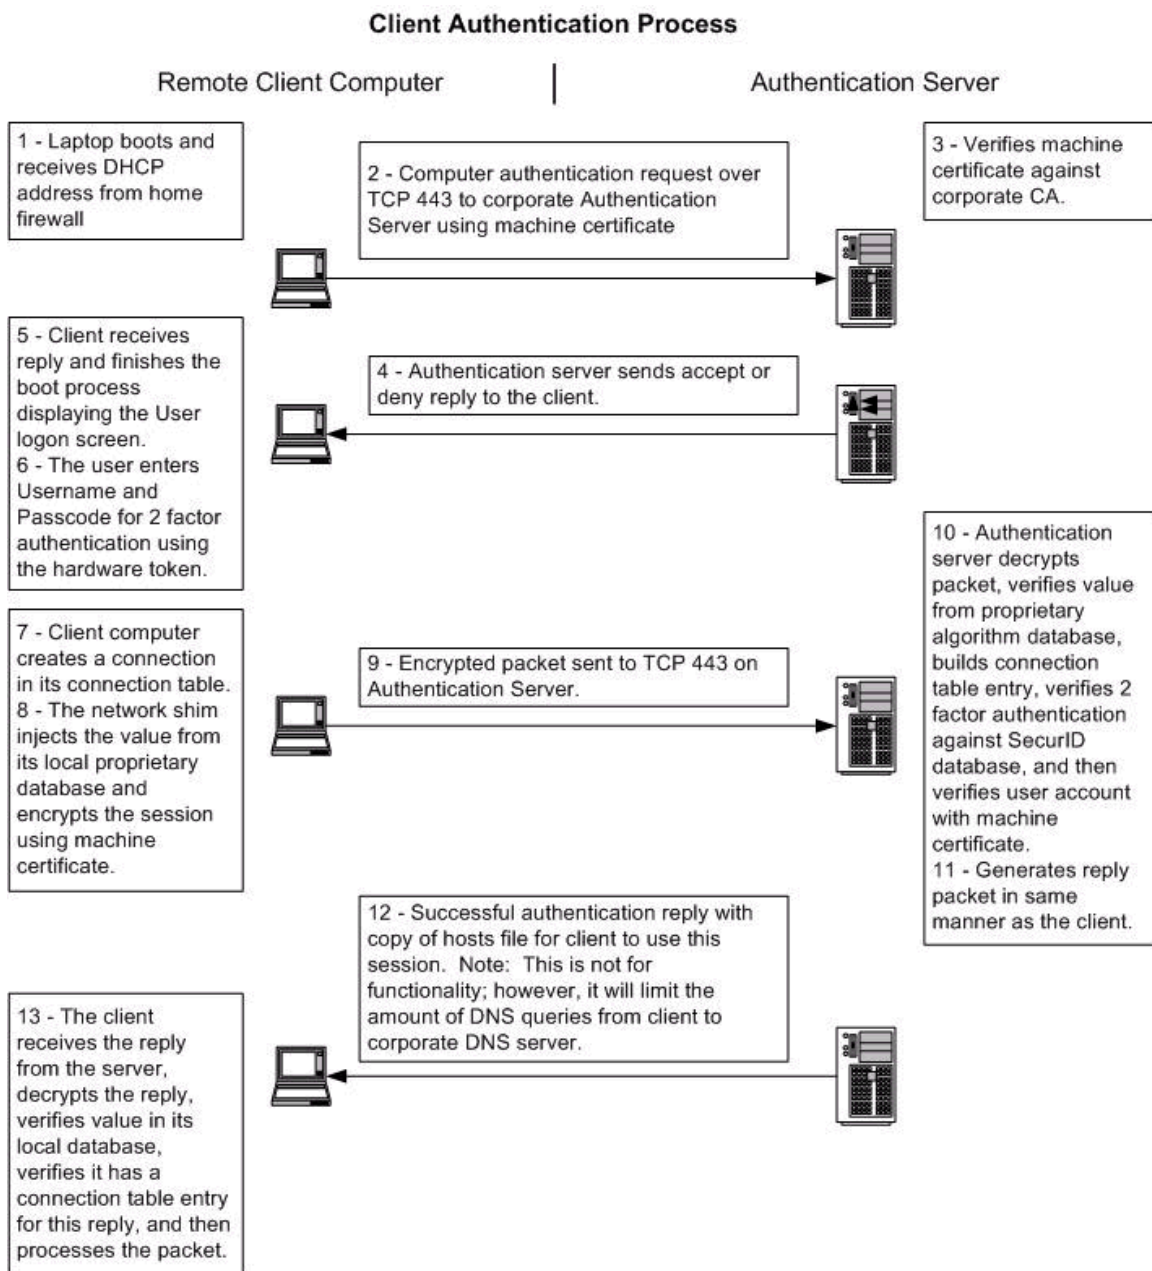 Client Authentication Process
Remote Client Computer
Authentication Server
1 - Laptop boots and
receives DHCP
address from home
firewall
2 - Computer authentication request over
TCP 443 to corporate Authentication
Server using machine certificate
3 - Verifies machine
certificate against
corporate CA.
4 - Authentication server sends accept or
deny reply to the client.
5 - Client receives
reply and finishes the
boot process
displaying the User
logon screen.
6 - The user enters
Username and
Passcode for 2 factor
authentication using
the hardware token.
7 - Client computer
creates a connection
in its connection table.
8 - The network shim
injects the value from
its local proprietary
database and
encrypts the session
using machine
certificate.
9 - Encrypted packet sent to TCP 443 on
Authentication Server.
10 - Authentication
server decrypts
packet, verifies value
from proprietary
algorithm database,
builds connection
table entry, verifies 2
factor authentication
against SecurID
database, and then
verifies user account
with machine
certificate.
11 - Generates reply
packet in same
manner as the client.
12 - Successful authentication reply with
copy of hosts file for client to use this
session.  Note:  This is not for
functionality; however, it will limit the
amount of DNS queries from client to
corporate DNS server.
13 - The client
receives the reply
from the server,
decrypts the reply,
verifies value in its
local database,
verifies it has a
connection table entry
for this reply, and then
processes the packet.